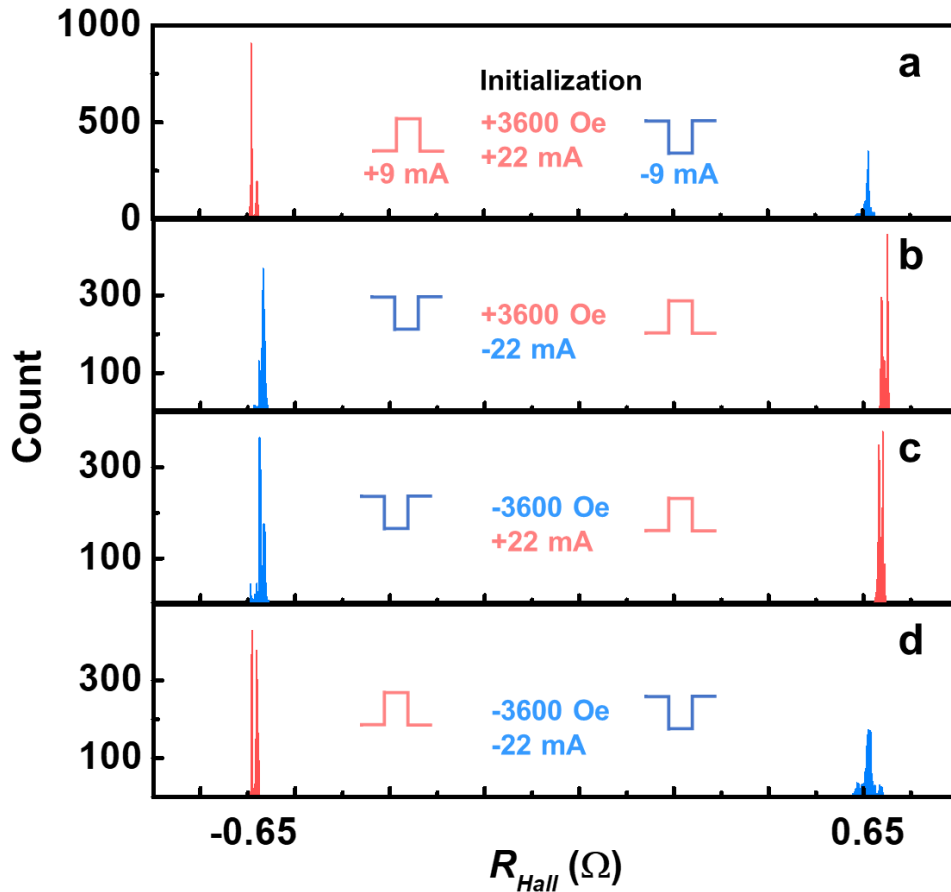 1000
a
Initialization
+3600 Oe
500
+22 mA
+9 mA
-9 mA
0
b
300
+3600 Oe
-22 mA
100
Count
c
300
-3600 Oe
+22 mA
100
d
300
-3600 Oe
-22 mA
100
-0.65
0.65
R_Hall (Ω)